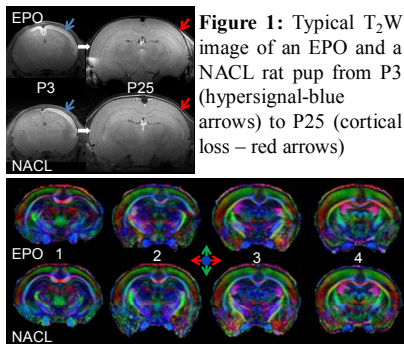 EPO
P3 P25
NACL
Figure 1: Typical T2W
image of an EPO and a
NACL rat pup from P3
(hypersignal-blue
arrows) to P25 (cortical
loss – red arrows)
EPO 1 2 3 4
NACL